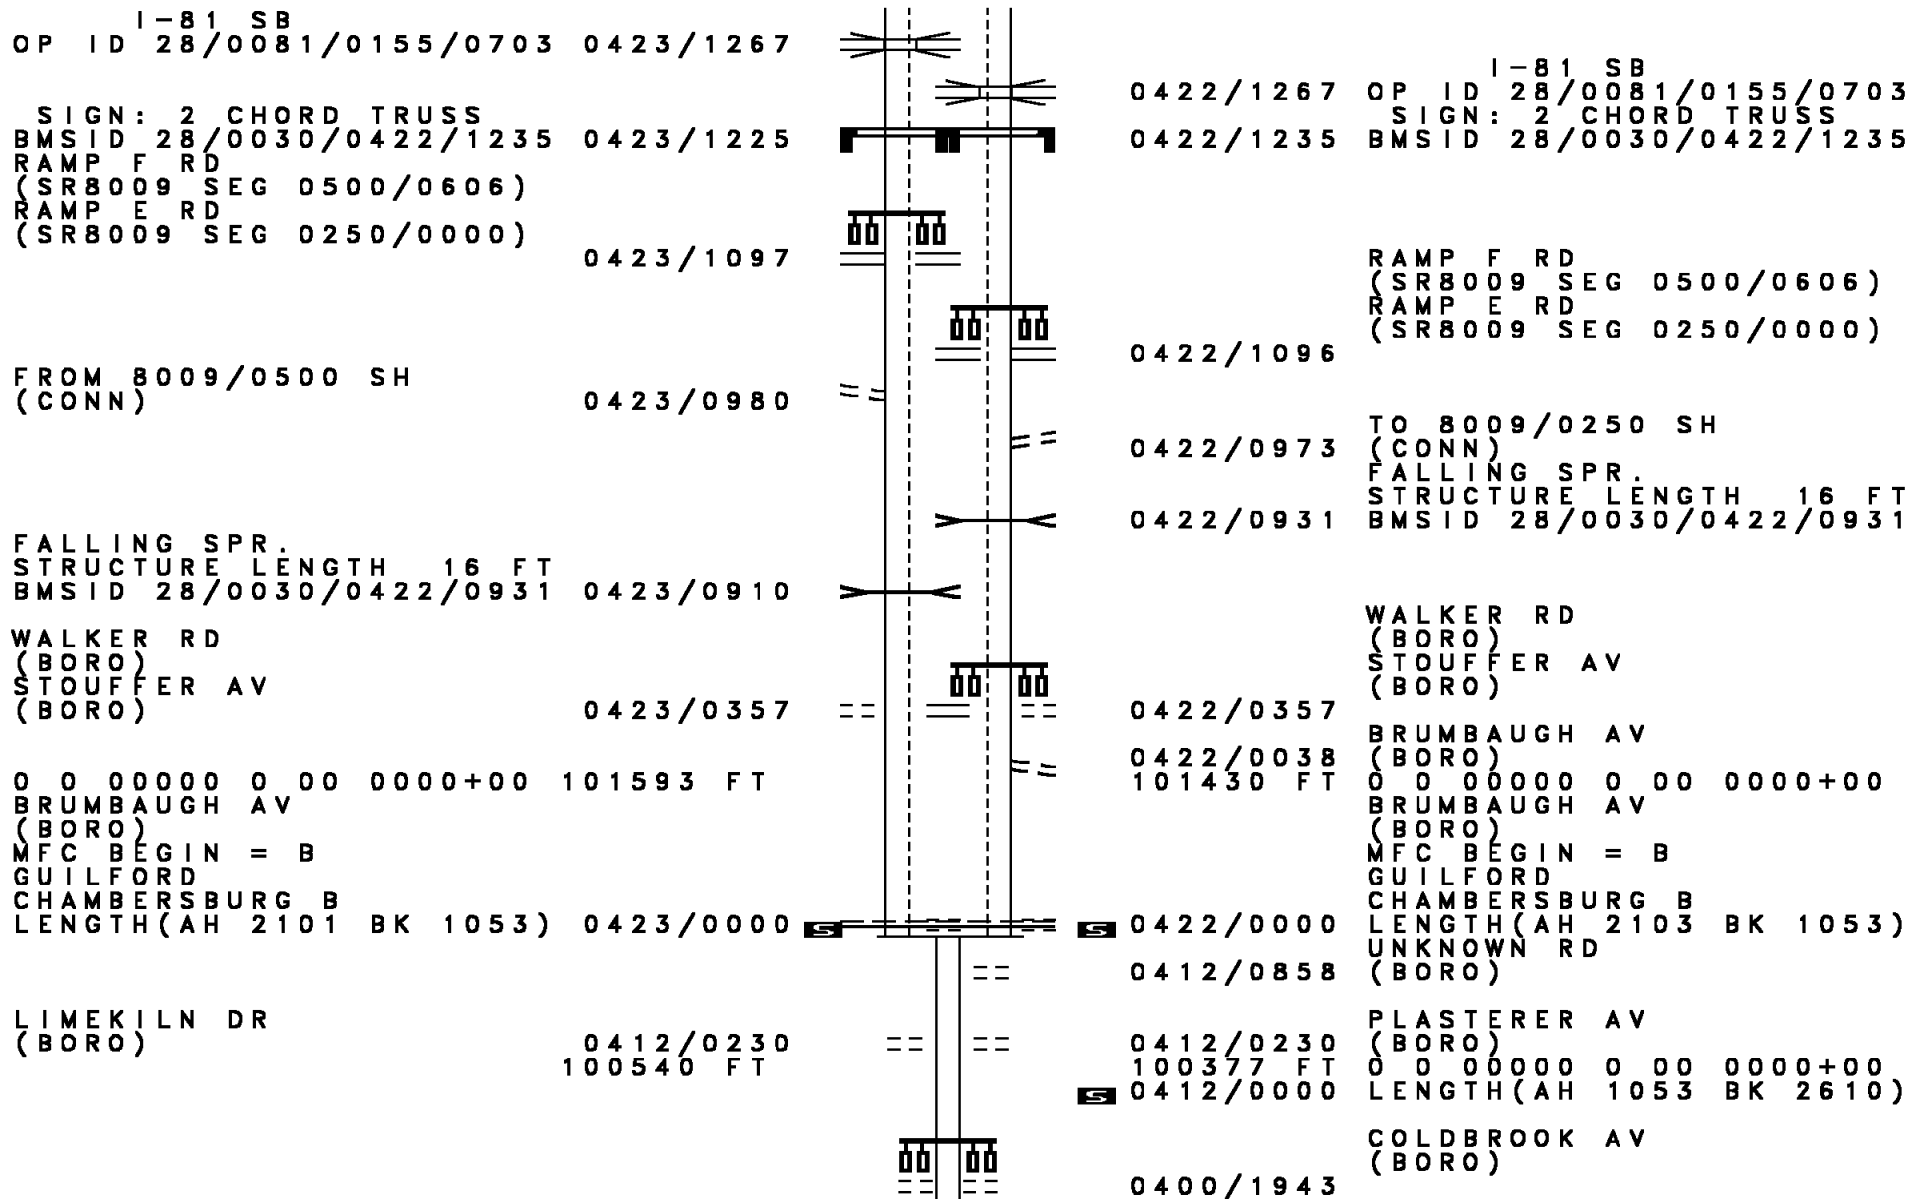 I-81 SB
OP ID 28/0081/0155/0703 0423/1267
SIGN: 2 CHORD TRUSS
BMSID 28/0030/0422/1235 0423/1225
RAMP F RD
(SR8009 SEG 0500/0606)
RAMP E RD
(SR8009 SEG 0250/0000)
0423/1097
FROM 8009/0500 SH
(CONN) 0423/0980
FALLING SPR.
STRUCTURE LENGTH 16 FT
BMSID 28/0030/0422/0931 0423/0910
WALKER RD
(BORO)
STOUFFER AV
(BORO) 0423/0357
0 0 00000 0 00 0000+00 101593 FT
BRUMBAUGH AV
(BORO)
MFC BEGIN = B
GUILFORD
CHAMBERSBURG B
LENGTH(AH 2101 BK 1053) 0423/0000 S
LIMEKILN DR
(BORO) 0412/0230
100540 FT
I-81 SB
0422/1267 OP ID 28/0081/0155/0703
SIGN: 2 CHORD TRUSS
0422/1235 BMSID 28/0030/0422/1235
RAMP F RD
(SR8009 SEG 0500/0606)
RAMP E RD
(SR8009 SEG 0250/0000)
0422/1096
TO 8009/0250 SH
0422/0973 (CONN)
FALLING SPR.
STRUCTURE LENGTH 16 FT
0422/0931 BMSID 28/0030/0422/0931
WALKER RD
(BORO)
STOUFFER AV
(BORO)
0422/0357
BRUMBAUGH AV
0422/0038 (BORO)
101430 FT 0 0 00000 0 00 0000+00
BRUMBAUGH AV
(BORO)
MFC BEGIN = B
GUILFORD
CHAMBERSBURG B
S 0422/0000 LENGTH(AH 2103 BK 1053)
UNKNOWN RD
0412/0858 (BORO)
PLASTERER AV
0412/0230 (BORO)
100377 FT 0 0 00000 0 00 0000+00
S 0412/0000 LENGTH(AH 1053 BK 2610)
COLDBROOK AV
(BORO)
0400/1943